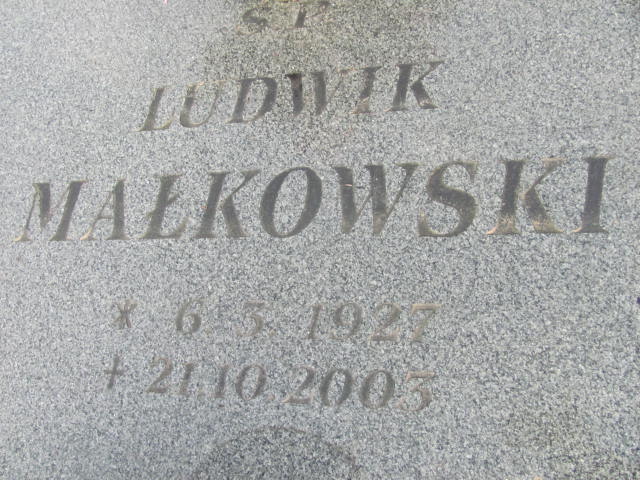 Ś P
LUDWIK
MAŁKOWSKI
* 6 3 1927
+ 21.10 2003